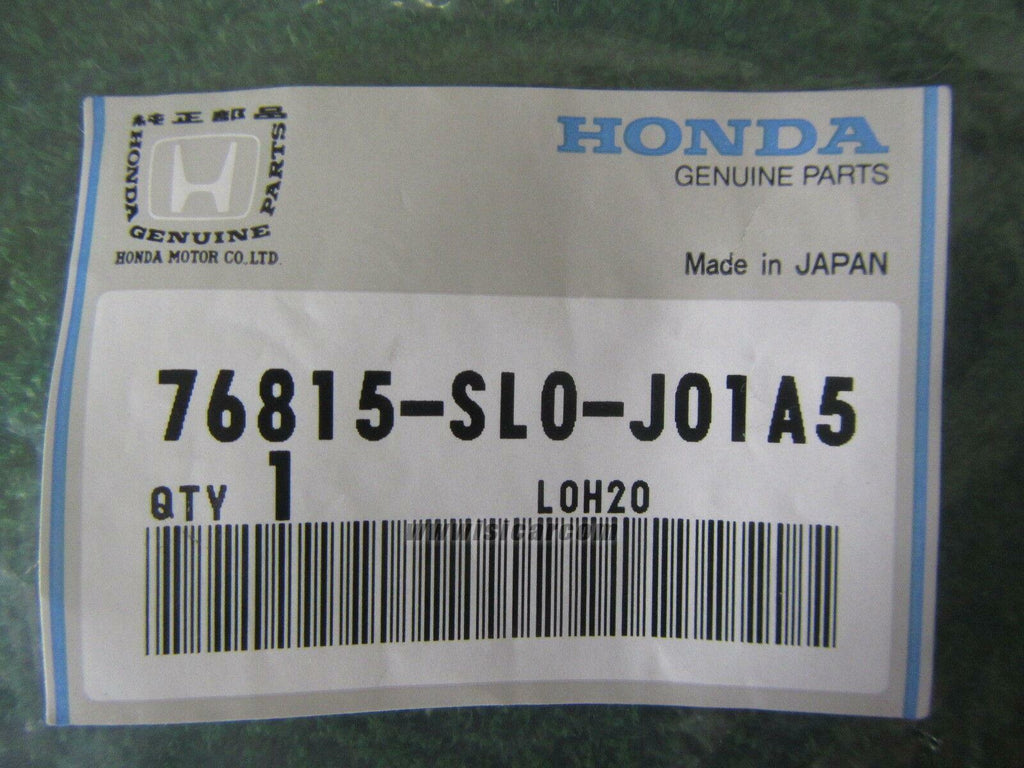 純正部品
HONDA GENUINE PARTS
HONDA MOTOR CO.,LTD.
HONDA
GENUINE PARTS
Made in JAPAN
76815-SL0-J01A5
QTY 1 L0H20